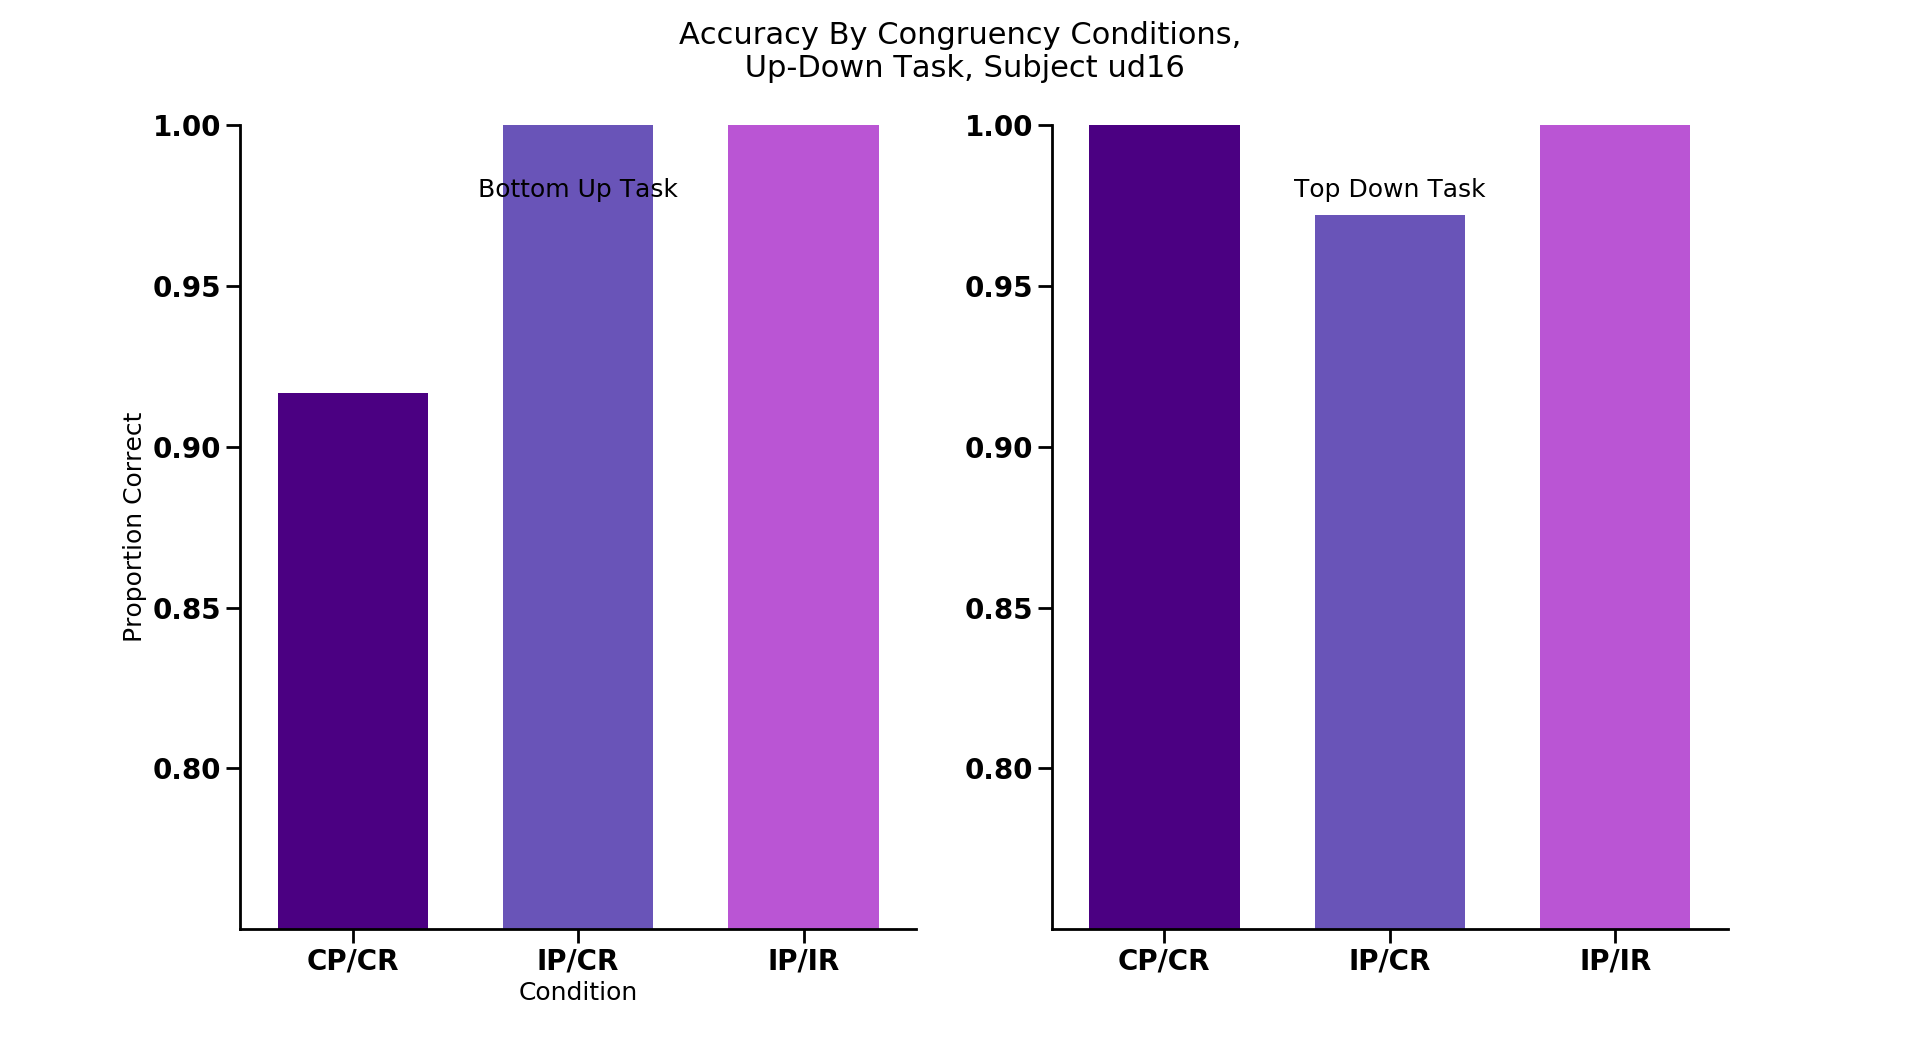 Accuracy By Congruency Conditions,
Up-Down Task, Subject ud16
Proportion Correct
1.00
0.95
0.90
0.85
0.80
Bottom Up Task
CP/CR IP/CR IP/IR
Condition
1.00
0.95
0.90
0.85
0.80
Top Down Task
CP/CR IP/CR IP/IR